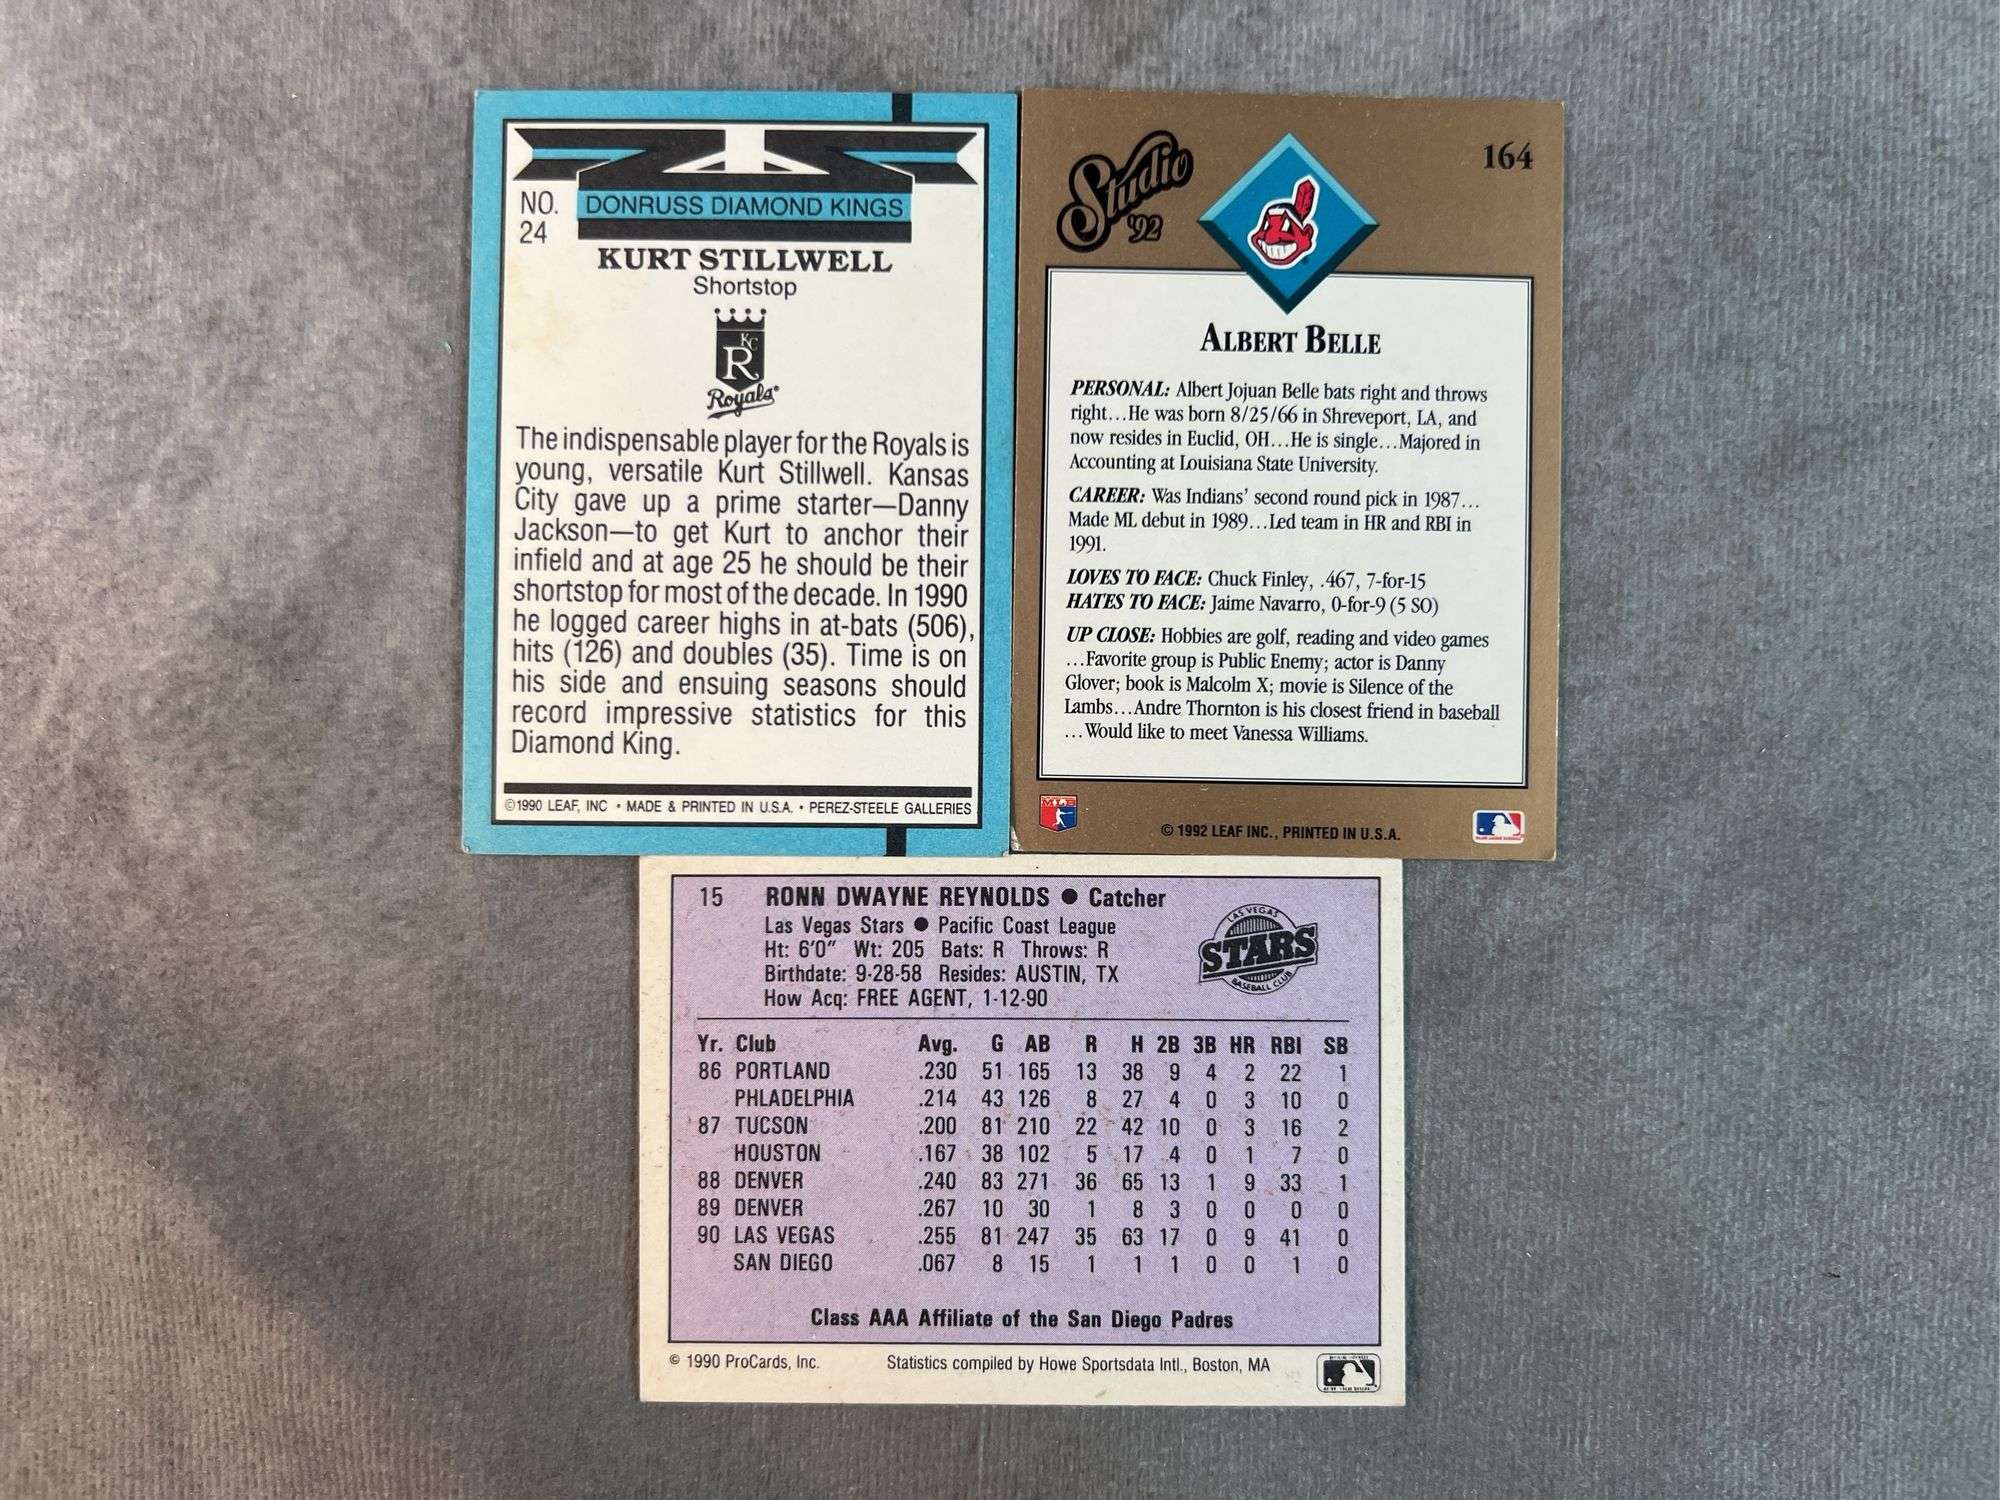 NO.
24
DONRUSS DIAMOND KINGS
KURT STILLWELL
Shortstop
KC
R
Royals
The indispensable player for the Royals is
young, versatile Kurt Stillwell. Kansas
City gave up a prime starter—Danny
Jackson—to get Kurt to anchor their
infield and at age 25 he should be their
shortstop for most of the decade. In 1990
he logged career highs in at-bats (506),
hits (126) and doubles (35). Time is on
his side and ensuing seasons should
record impressive statistics for this
Diamond King.
©1990 LEAF, INC • MADE & PRINTED IN U.S.A. • PEREZ-STEELE GALLERIES
Studio
'92
164
ALBERT BELLE
PERSONAL: Albert Jojuan Belle bats right and throws
right...He was born 8/25/66 in Shreveport, LA, and
now resides in Euclid, OH...He is single...Majored in
Accounting at Louisiana State University.
CAREER: Was Indians' second round pick in 1987...
Made ML debut in 1989...Led team in HR and RBI in
1991.
LOVES TO FACE: Chuck Finley, .467, 7-for-15
HATES TO FACE: Jaime Navarro, 0-for-9 (5 SO)
UP CLOSE: Hobbies are golf, reading and video games
...Favorite group is Public Enemy; actor is Danny
Glover; book is Malcolm X; movie is Silence of the
Lambs...Andre Thornton is his closest friend in baseball
...Would like to meet Vanessa Williams.
© 1992 LEAF INC., PRINTED IN U.S.A.
15 RONN DWAYNE REYNOLDS ● Catcher
Las Vegas Stars ● Pacific Coast League
Ht: 6'0" Wt: 205 Bats: R Throws: R
Birthdate: 9-28-58 Resides: AUSTIN, TX
How Acq: FREE AGENT, 1-12-90
LAS VEGAS
STARS
BASEBALL CLUB
Yr. Club Avg. G AB R H 2B 3B HR RBI SB
86 PORTLAND .230 51 165 13 38 9 4 2 22 1
PHILADELPHIA .214 43 126 8 27 4 0 3 10 0
87 TUCSON .200 81 210 22 42 10 0 3 16 2
HOUSTON .167 38 102 5 17 4 0 1 7 0
88 DENVER .240 83 271 36 65 13 1 9 33 1
89 DENVER .267 10 30 1 8 3 0 0 0 0
90 LAS VEGAS .255 81 247 35 63 17 0 9 41 0
SAN DIEGO .067 8 15 1 1 1 0 0 1 0
Class AAA Affiliate of the San Diego Padres
© 1990 ProCards, Inc. Statistics compiled by Howe Sportsdata Intl., Boston, MA